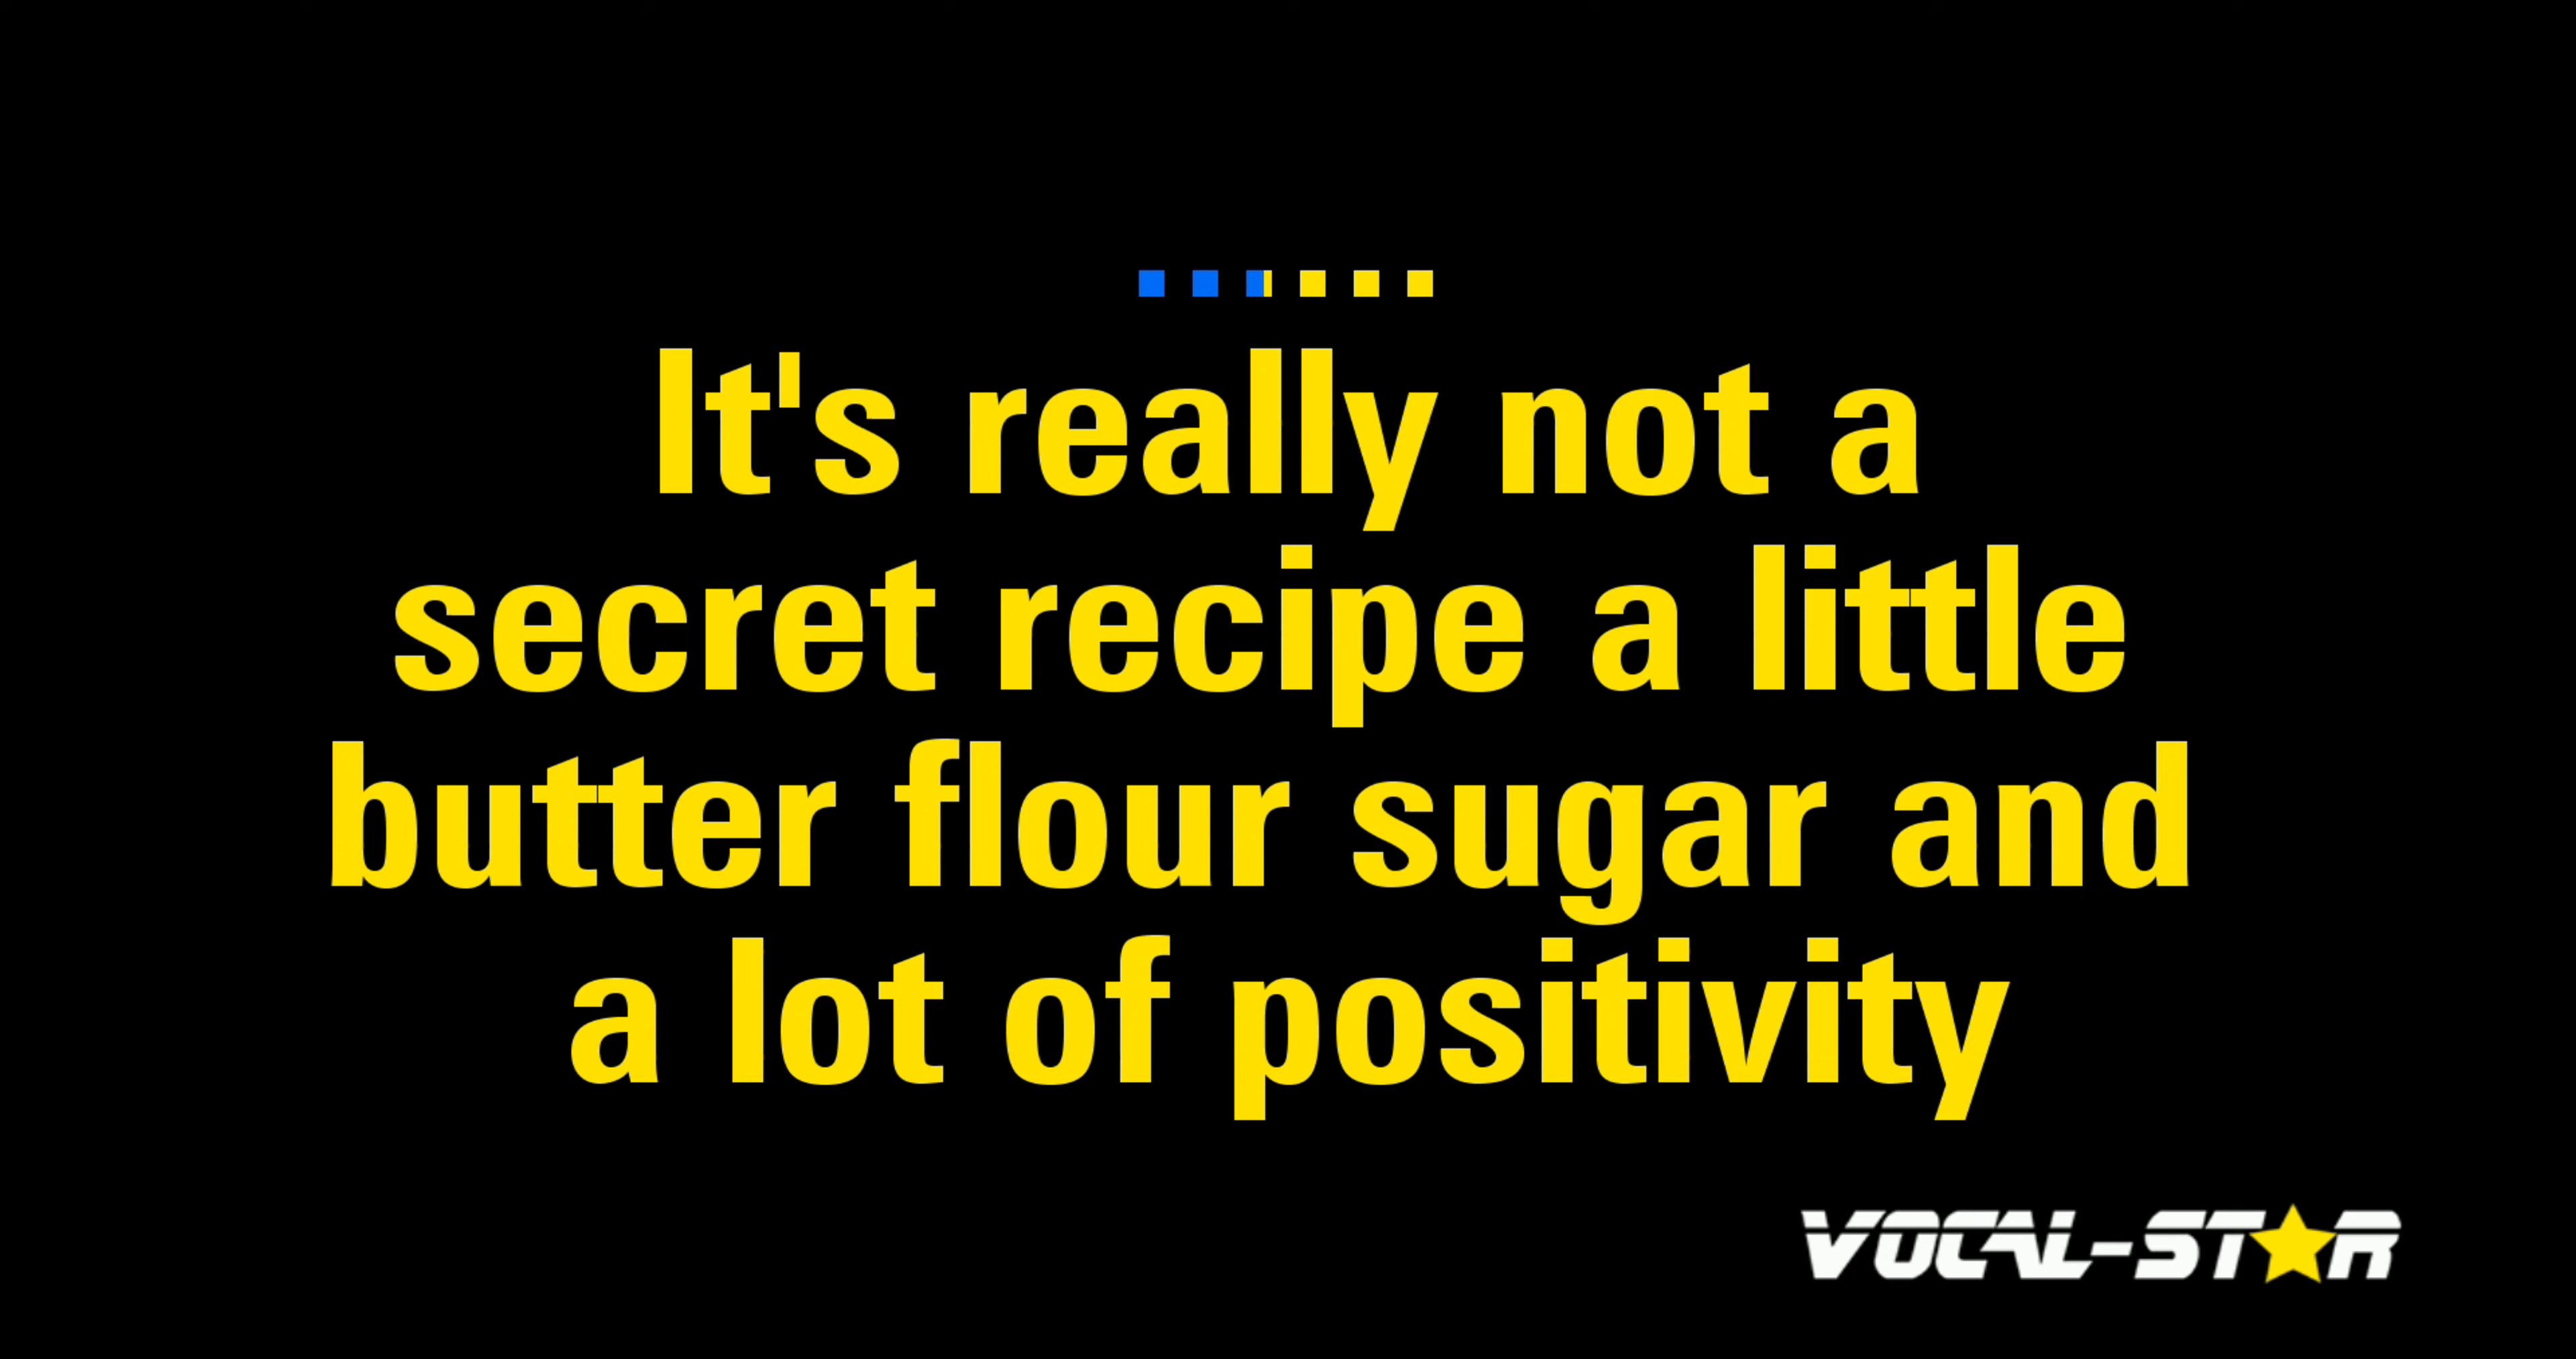 It's really not a
secret recipe a little
butter flour sugar and
a lot of positivity
VOCAL-STAR